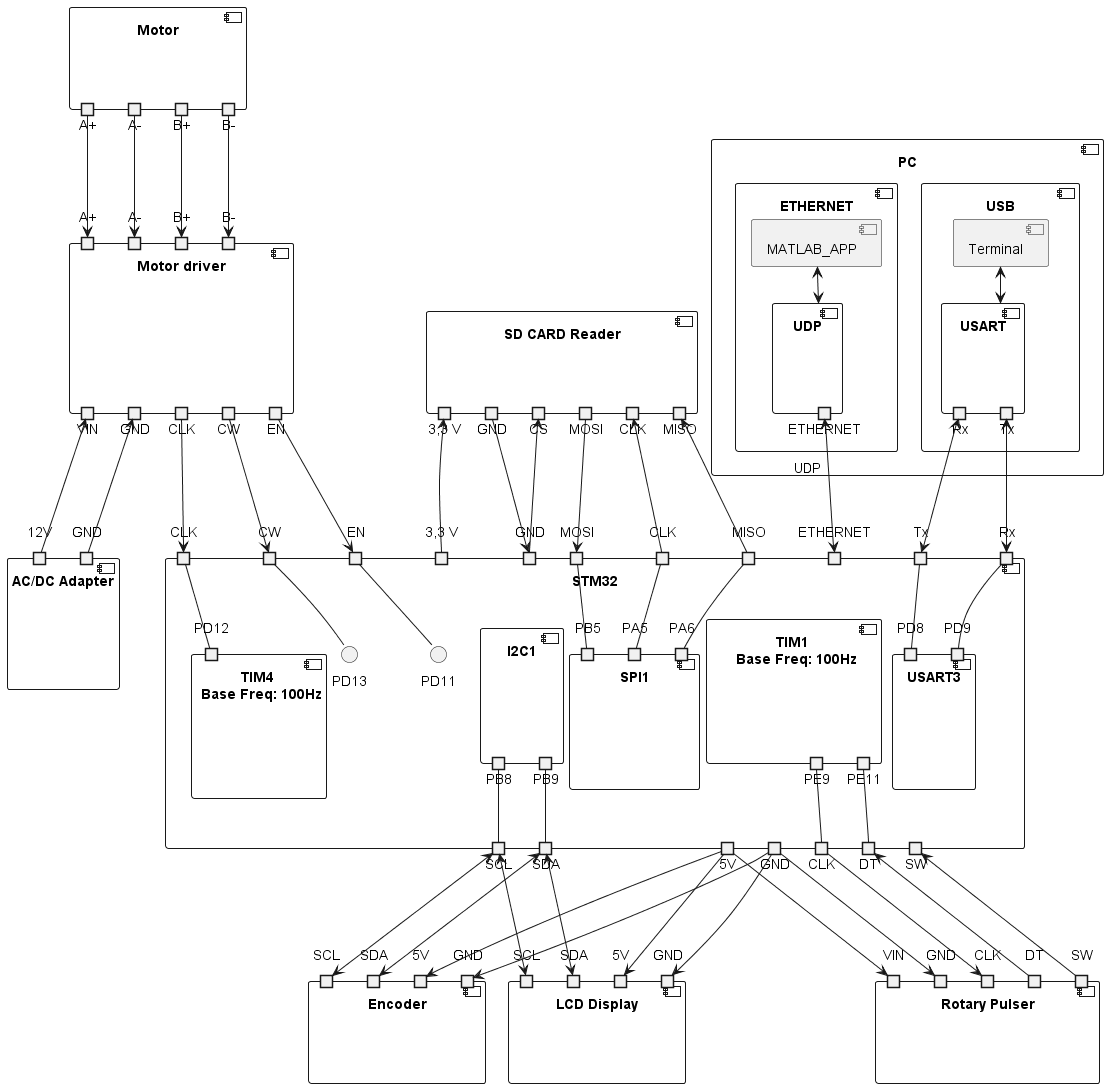 Motor
A+ A- B+ B-
A+ A- B+ B-
Motor driver
VIN GND CLK CW EN
12V GND
AC/DC Adapter
SD CARD Reader
3,3 V GND CS MOSI CLK MISO
PC
ETHERNET
MATLAB_APP
UDP
ETHERNET
UDP
USB
Terminal
USART
Rx Tx
CLK CW EN 3,3 V GND MOSI CLK MISO ETHERNET Tx Rx
STM32
PD12
TIM4
Base Freq: 100Hz
PD13
PD11
I2C1
PB8 PB9
PB5 PA5 PA6
SPI1
TIM1
Base Freq: 100Hz
PE9 PE11
PD8 PD9
USART3
SCL SDA 5V GND CLK DT SW
SCL SDA 5V GND
Encoder
SCL SDA 5V GND
LCD Display
VIN GND CLK DT SW
Rotary Pulser